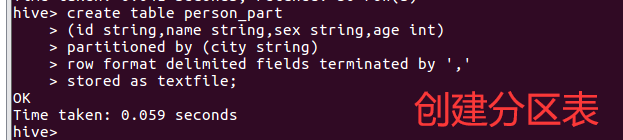 hive> create table person_part
    > (id string,name string,sex string,age int)
    > partitioned by (city string)
    > row format delimited fields terminated by ','
    > stored as textfile;
OK
Time taken: 0.059 seconds
创建分区表
hive>